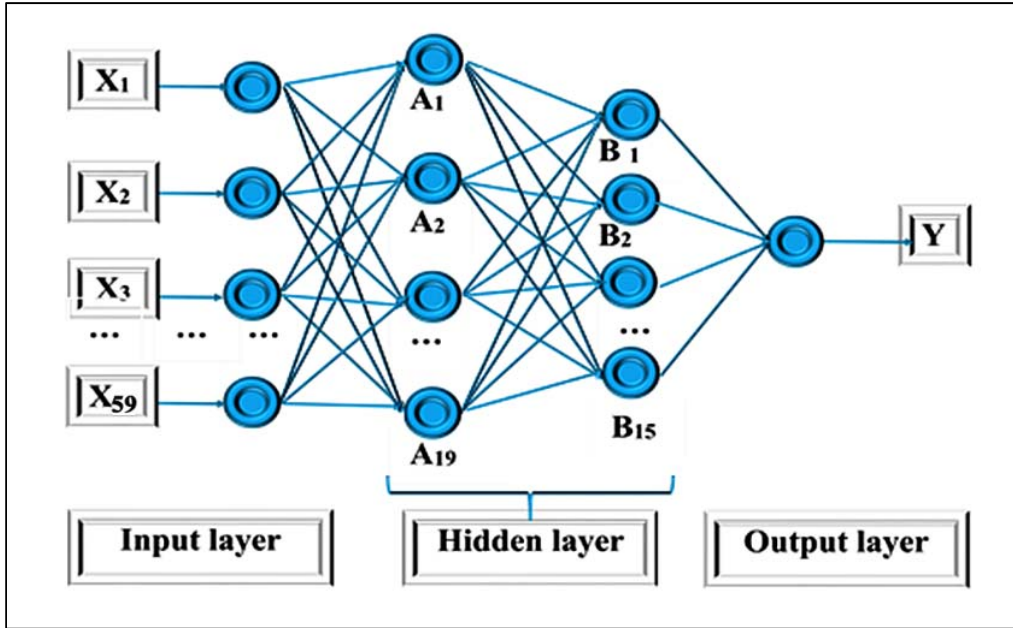 X1
A1
B 1
X2
A2
B2
Y
X3
... ... ... ... ...
X59
A19
B15
Input layer
Hidden layer
Output layer